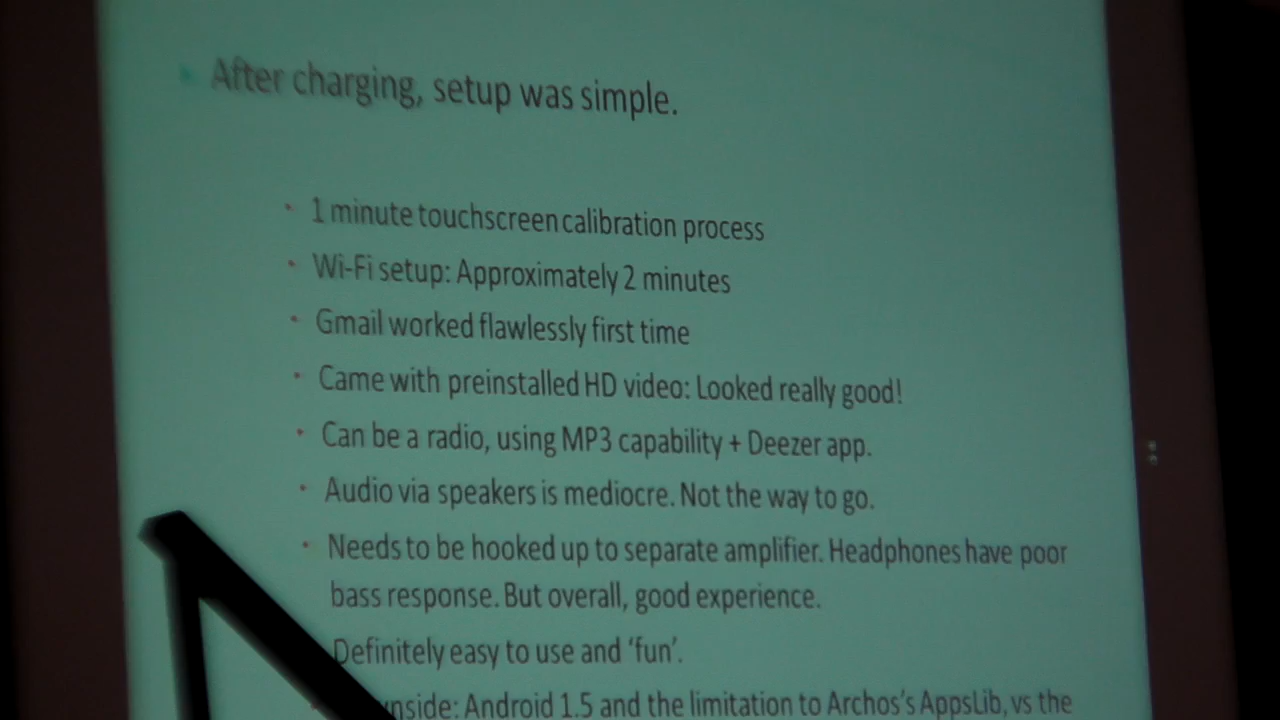 After charging, setup was simple.
1 minute touchscreen calibration process
Wi-Fi setup: Approximately 2 minutes
Gmail worked flawlessly first time
Came with preinstalled HD video: Looked really good!
Can be a radio, using MP3 capability + Deezer app.
Audio via speakers is mediocre. Not the way to go.
Needs to be hooked up to separate amplifier. Headphones have poor
bass response. But overall, good experience.
Definitely easy to use and ‘fun’.
nside: Android 1.5 and the limitation to Archos’s AppsLib, vs the